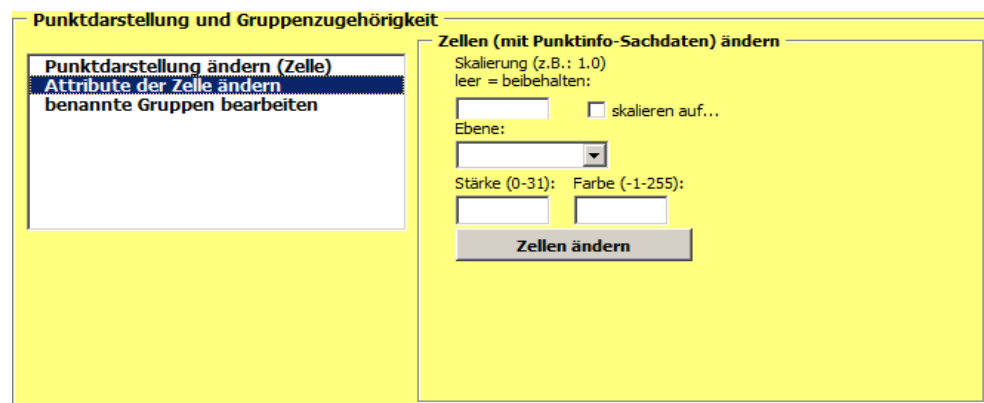 Punktdarstellung und Gruppenzugehörigkeit
Punktdarstellung ändern (Zelle)
Attribute der Zelle ändern
benannte Gruppen bearbeiten
Zellen (mit Punktinfo-Sachdaten) ändern
Skalierung (z.B.: 1.0)
leer = beibehalten:
skalieren auf...
Ebene:
Stärke (0-31): Farbe (-1-255):
Zellen ändern